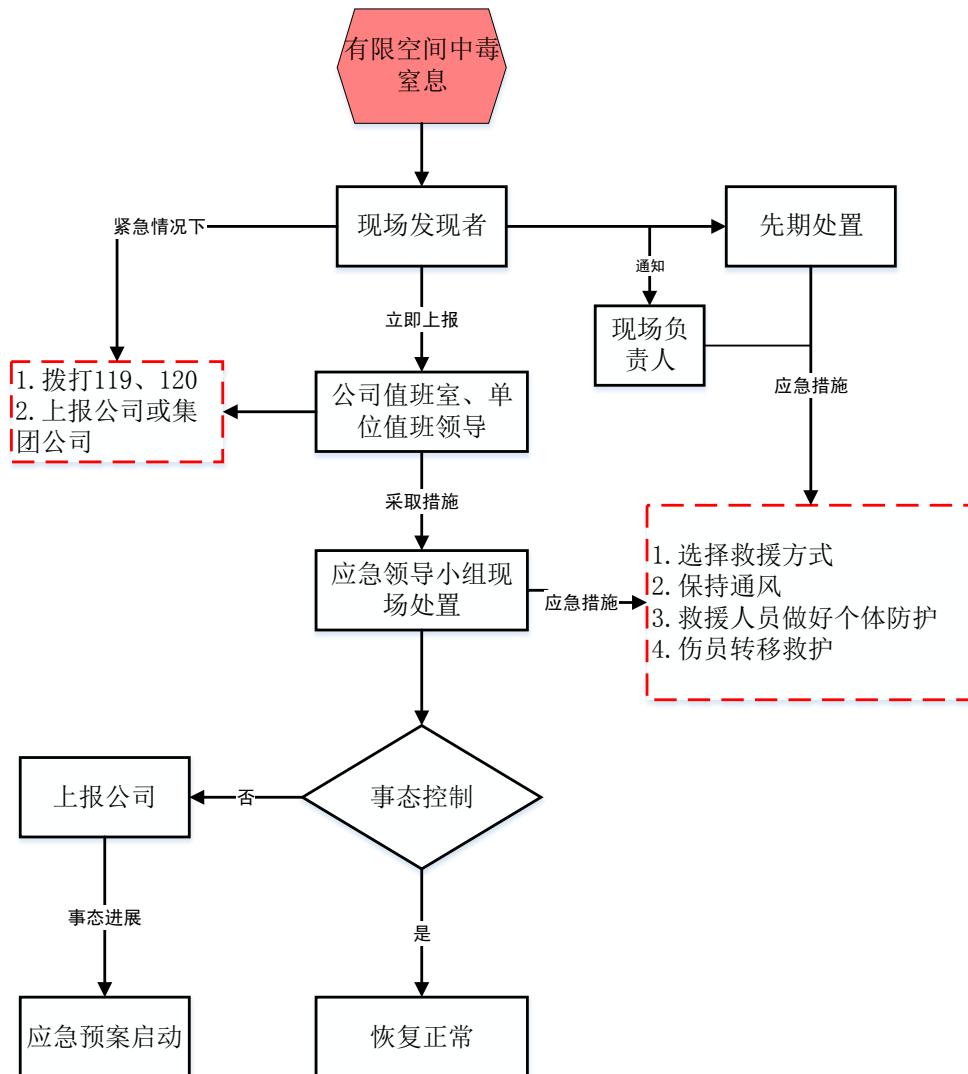 有限空间中毒
窒息
紧急情况下
现场发现者
先期处置
通知
立即上报
现场负
责人
应急措施
1. 拨打119、120
2. 上报公司或集
团公司
公司值班室、单
位值班领导
采取措施
应急领导小组现
场处置
应急措施
1. 选择救援方式
2. 保持通风
3. 救援人员做好个体防护
4. 伤员转移救护
上报公司
否
事态控制
事态进展
是
应急预案启动
恢复正常